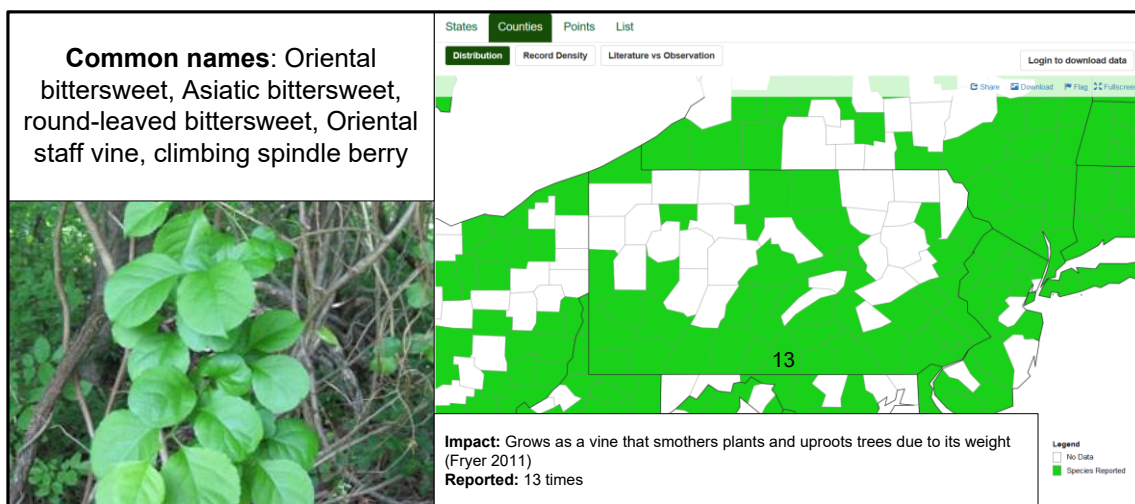 Common names: Oriental
bittersweet, Asiatic bittersweet,
round-leaved bittersweet, Oriental
staff vine, climbing spindle berry
States Counties Points List
Distribution Record Density Literature vs Observation
Login to download data
Share Download Flag Fullscreen
13
Impact: Grows as a vine that smothers plants and uproots trees due to its weight
(Fryer 2011)
Reported: 13 times
Legend
No Data
Species Reported